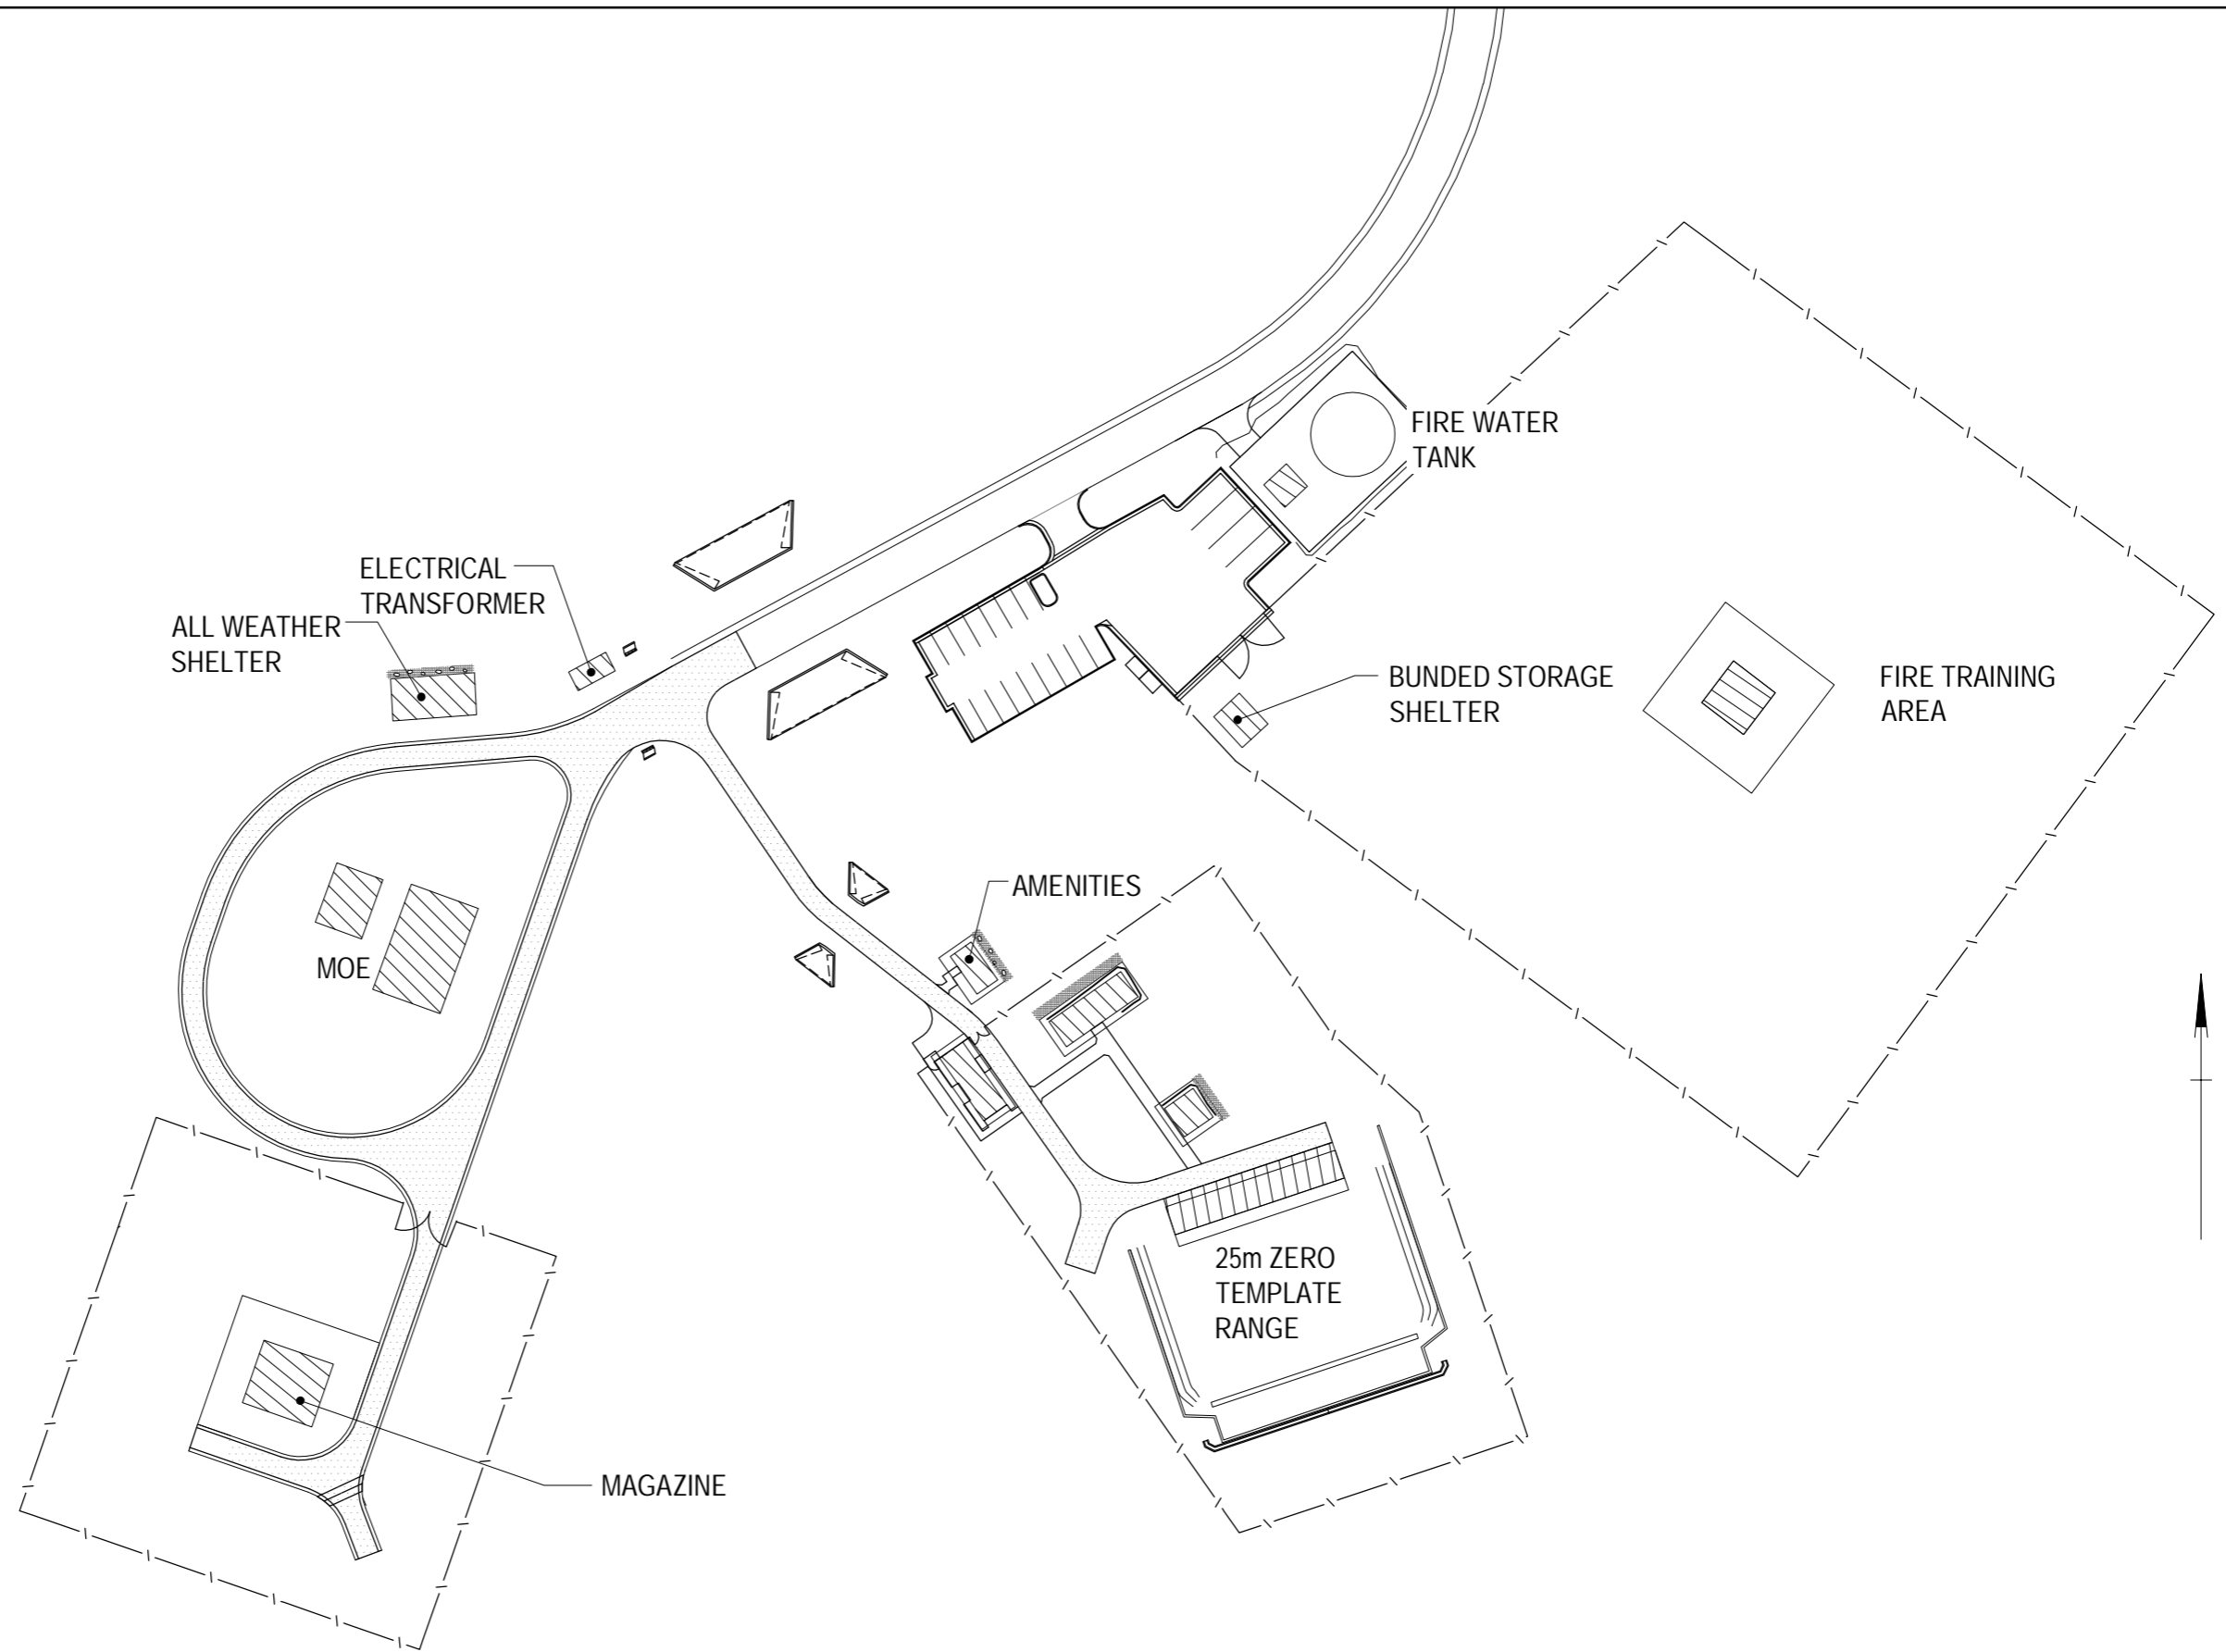 FIRE WATER
TANK
ELECTRICAL
TRANSFORMER
ALL WEATHER
SHELTER
BUNDED STORAGE
SHELTER
FIRE TRAINING
AREA
AMENITIES
MOE
25m ZERO
TEMPLATE
RANGE
MAGAZINE